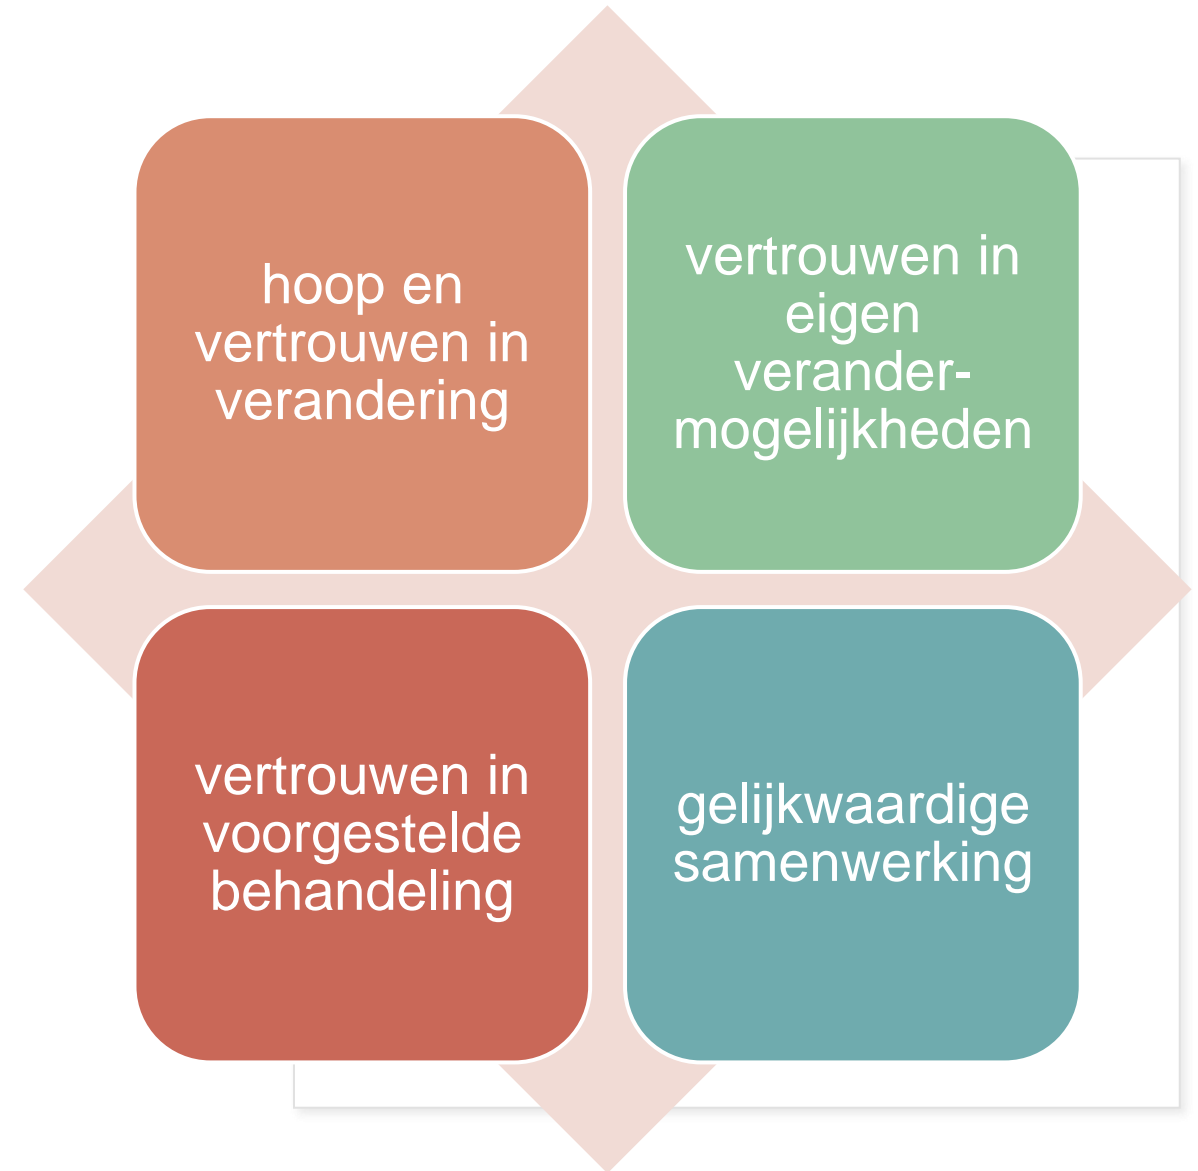 hoop en
vertrouwen in
verandering
vertrouwen in
eigen
verander-
mogelijkheden
vertrouwen in
voorgestelde
behandeling
gelijkwaardige
samenwerking